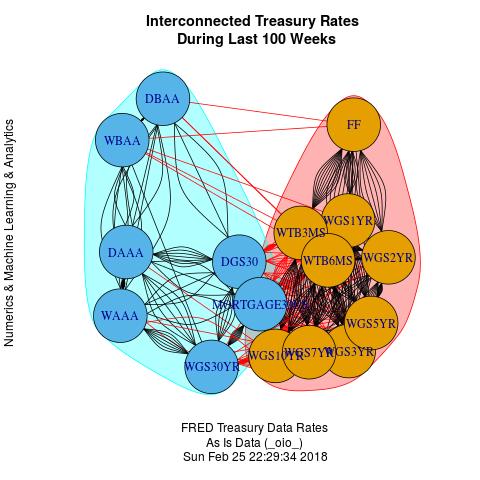 Interconnected Treasury Rates
During Last 100 Weeks
Numerics & Machine Learning & Analytics
DBAA
FF
WBAA
WGS1YR
WTB3MS
DAAA
DGS30
WTB6MS
WGS2YR
WAAA
WGS5YR
WGS10YR
WGS7YR
WGS3YR
WGS30YR
FRED Treasury Data Rates
As Is Data (_oio_)
Sun Feb 25 22:29:34 2018